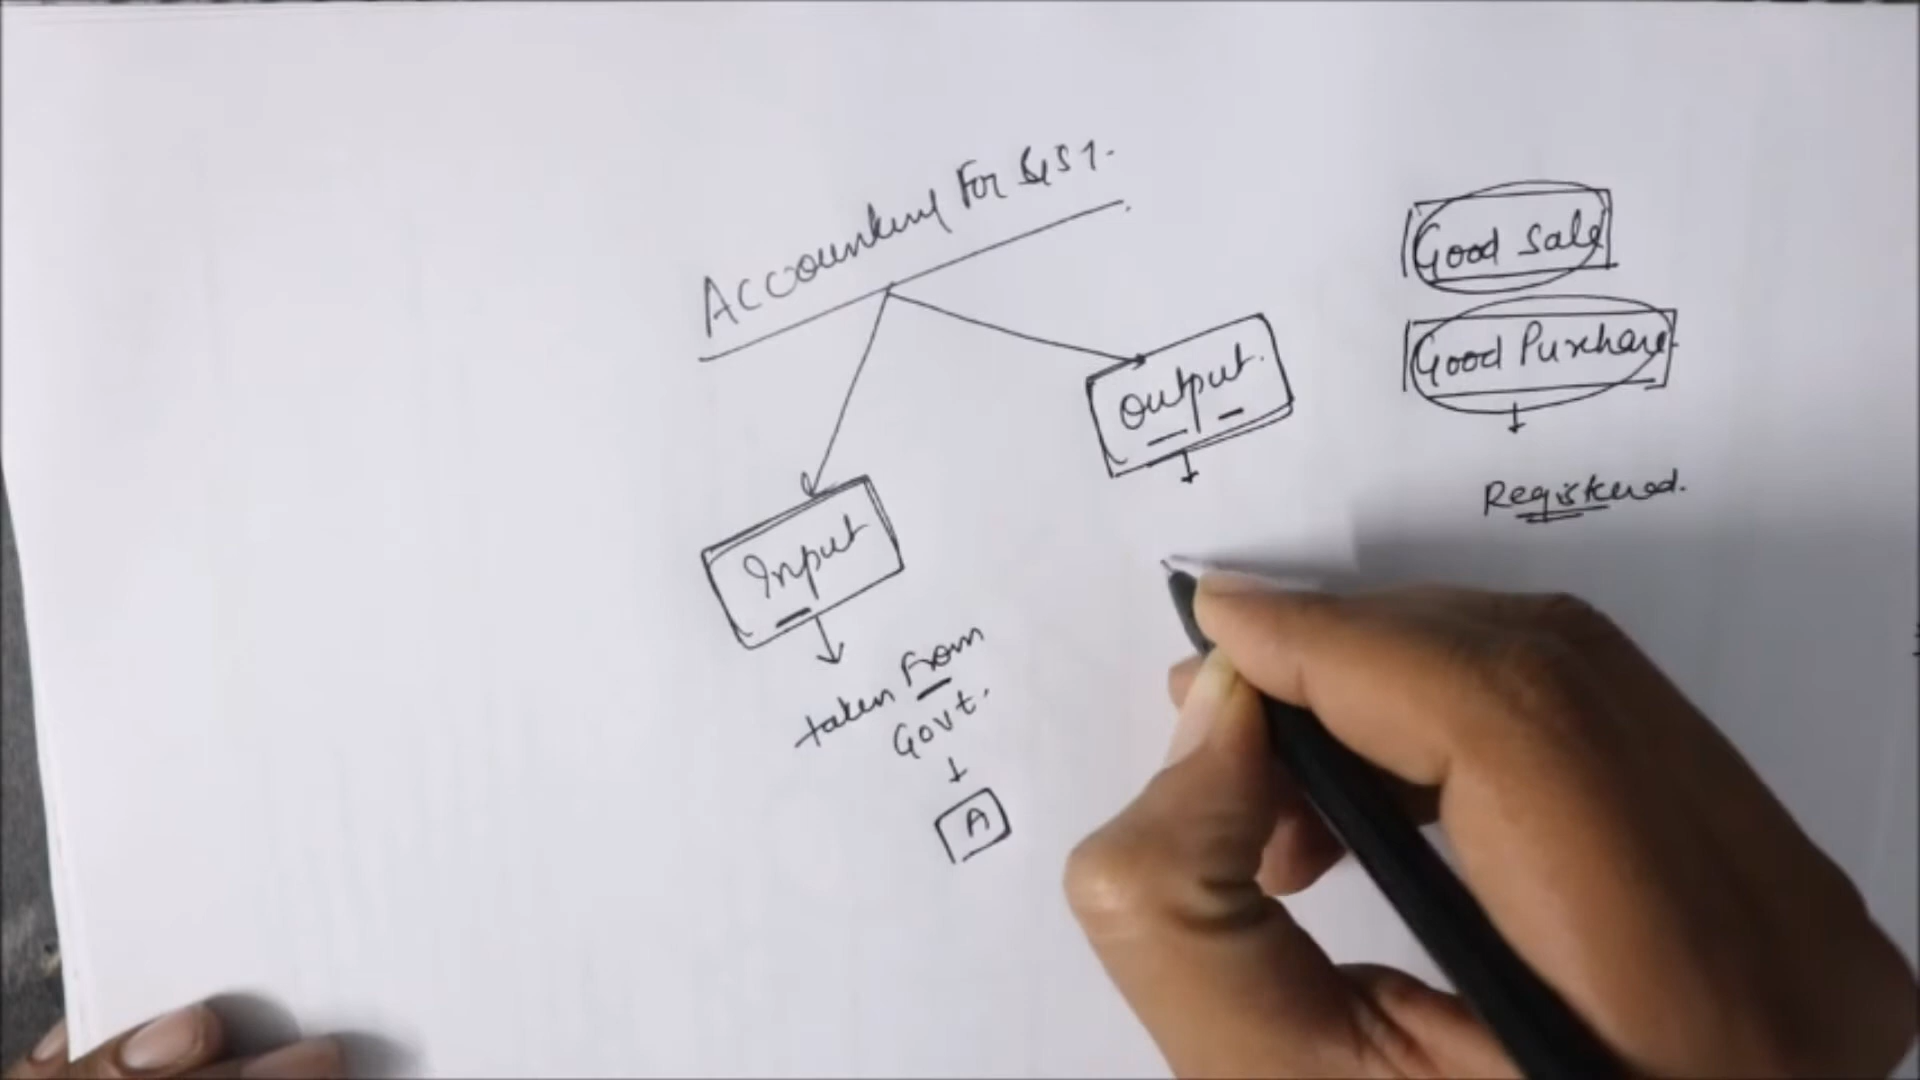 Accounting For GST.
Good Sale
Good Purchase
Registered.
Output.
Input
taken From
Govt.
A